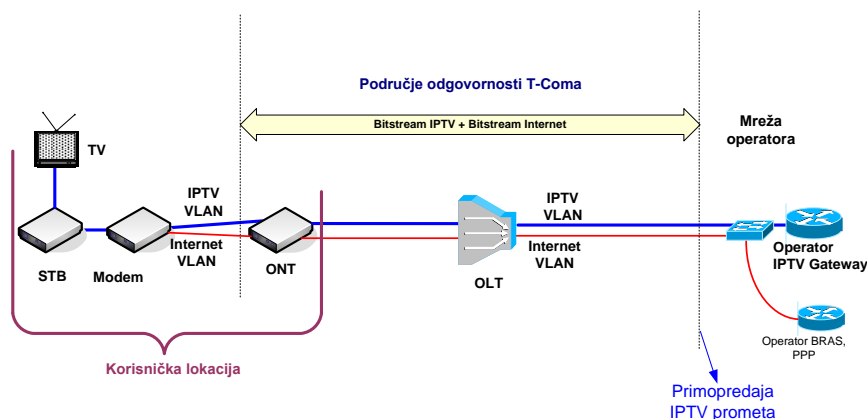 Područje odgovornosti T-Coma
Bitstream IPTV + Bitstream Internet
Mreža
operatora
TV
IPTV
VLAN
Internet
VLAN
STB
Modem
ONT
OLT
IPTV
VLAN
Internet
VLAN
Operator
IPTV Gateway
Operator BRAS,
PPP
Korisnička lokacija
Primopredaja
IPTV prometa